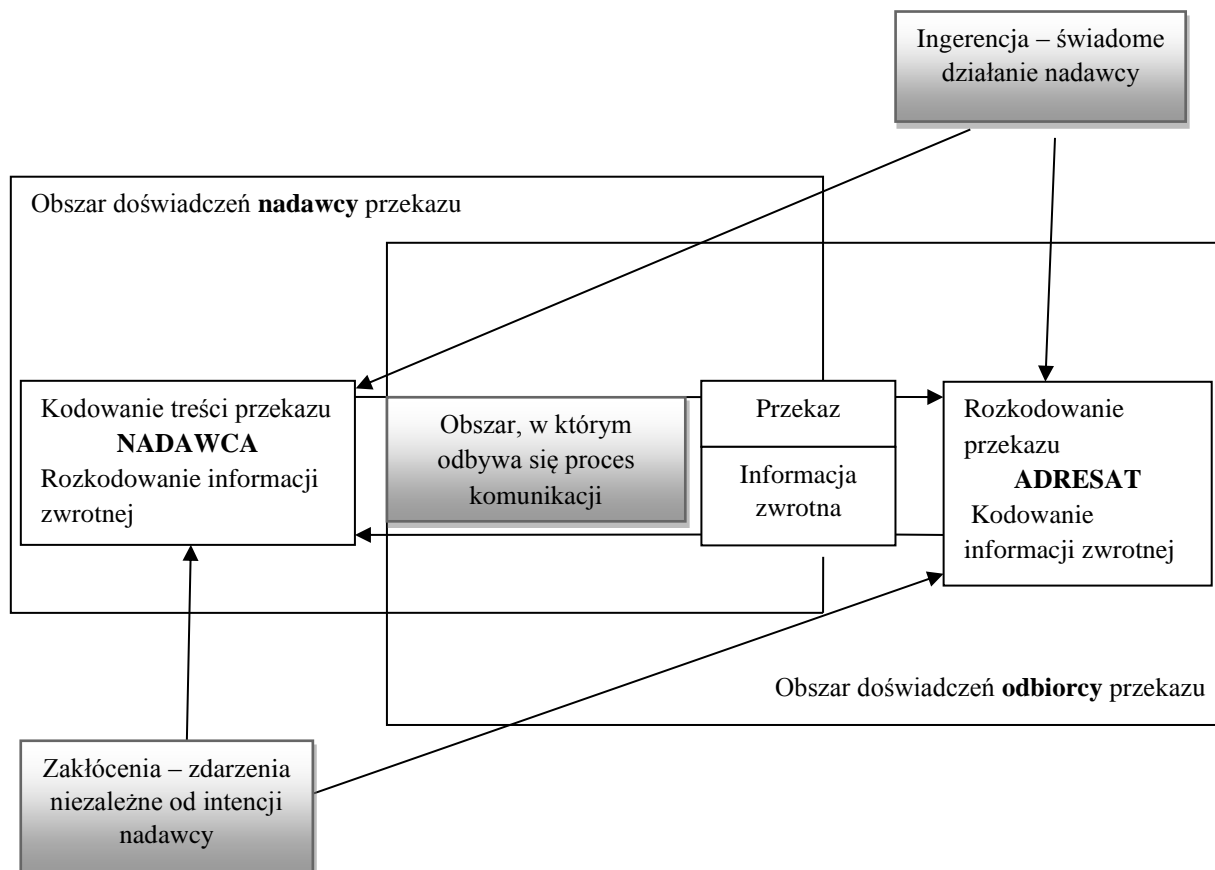 Ingerencja – świadome
działanie nadawcy
Obszar doświadczeń nadawcy przekazu
Kodowanie treści przekazu
NADAWCA
Rozkodowanie informacji
zwrotnej
Obszar, w którym
odbywa się proces
komunikacji
Przekaz
Informacja
zwrotna
Rozkodowanie
przekazu
ADRESAT
Kodowanie
informacji zwrotnej
Obszar doświadczeń odbiorcy przekazu
Zakłócenia – zdarzenia
niezależne od intencji
nadawcy